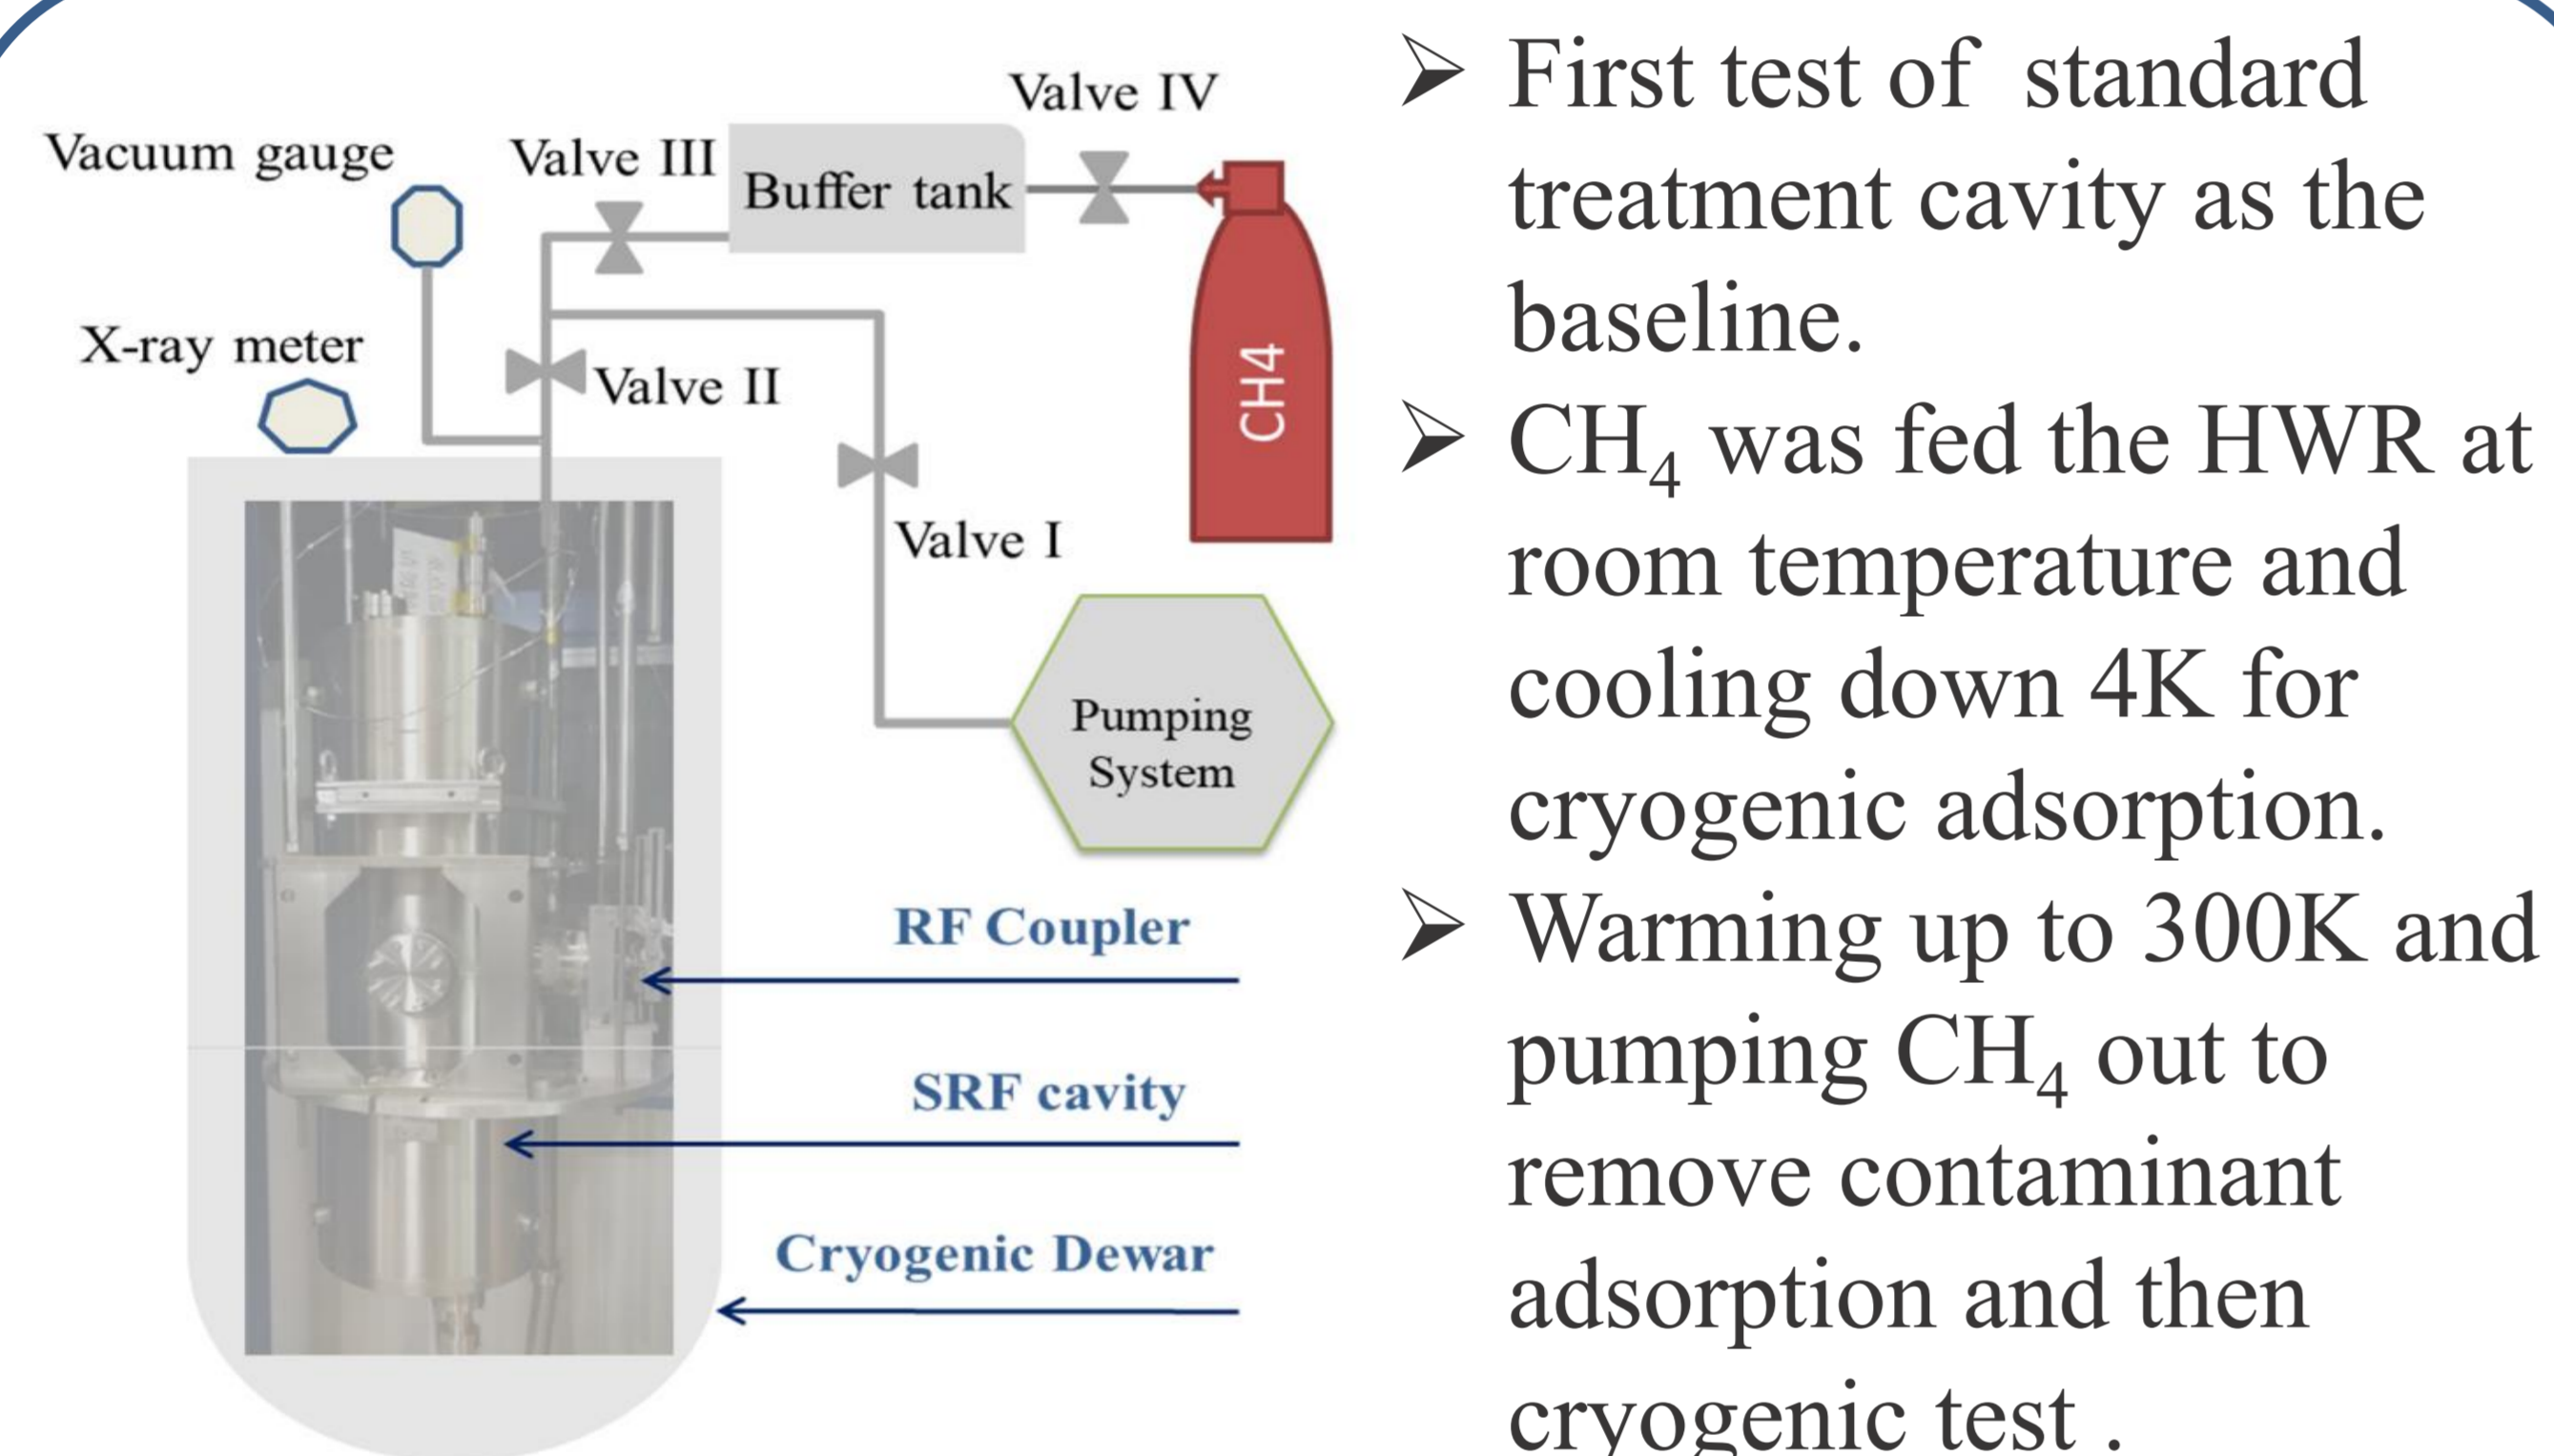 Valve IV
Vacuum gauge
Valve III
Buffer tank
X-ray meter
Valve II
CH4
Valve I
Pumping
System
RF Coupler
SRF cavity
Cryogenic Dewar
➢ First test of standard
treatment cavity as the
baseline.
➢ CH₄ was fed the HWR at
room temperature and
cooling down 4K for
cryogenic adsorption.
➢ Warming up to 300K and
pumping CH₄ out to
remove contaminant
adsorption and then
cryogenic test .